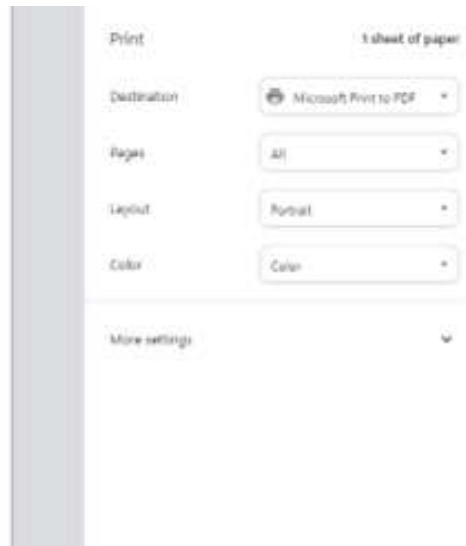 Print 1 sheet of paper
Destination Microsoft Print to PDF
Pages All
Layout Portrait
Color Color
More settings